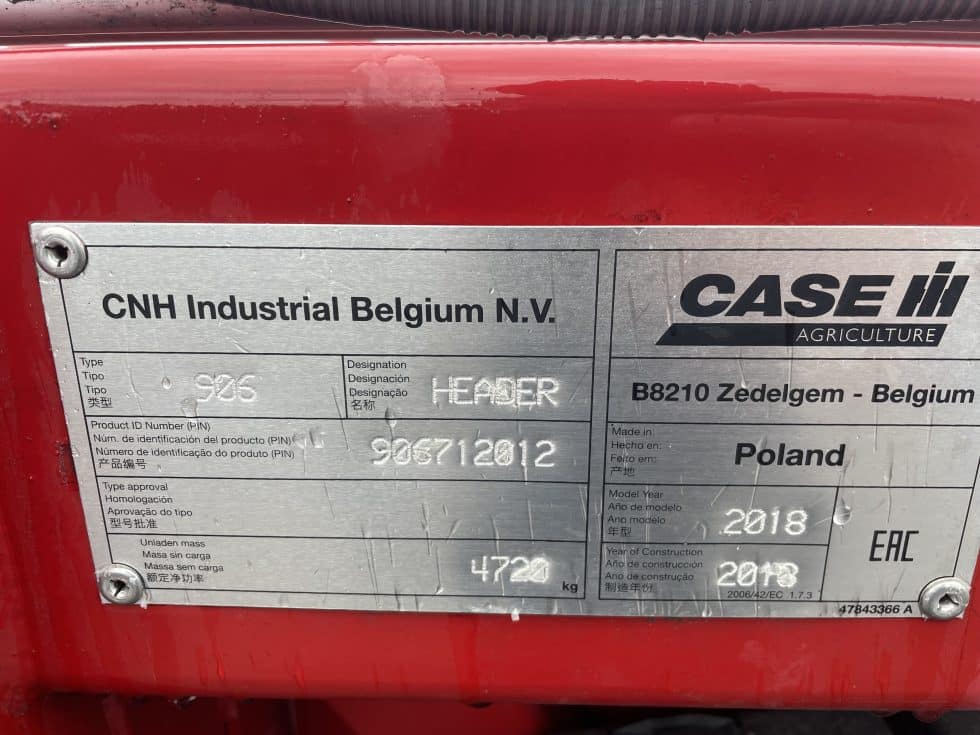 CNH Industrial Belgium N.V.
Type
Tipo
Tipo
类型
906
Designation
Designación
Designação
名称
HEADER
Product ID Number (PIN)
Núm. de identificación del producto (PIN)
Número de identificação do produto (PIN)
产品编号
906712012
Type approval
Homologación
Aprovação do tipo
型号批准
Unladen mass
Masa sin carga
Massa sem carga
额定净功率
4720
kg
CASE IH
AGRICULTURE
B8210 Zedelgem - Belgium
Made in:
Hecho en:
Feito em:
产地
Poland
Model Year
Año de modelo
Ano modelo
年型
2018
Year of Construction
Año de construcción
Ano de construção
制造年份
2018
2006/42/EC 1.7.3
EAC
47843366 A